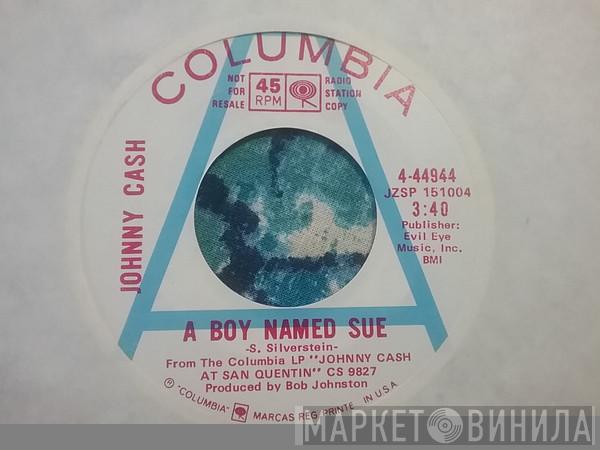 COLUMBIA
NOT
FOR
RESALE
45
RPM
RADIO
STATION
COPY
JOHNNY CASH
4-44944
JZSP 151004
3:40
Publisher:
Evil Eye
Music, Inc.
BMI
A BOY NAMED SUE
-S. Silverstein-
From The Columbia LP "JOHNNY CASH
AT SAN QUENTIN" CS 9827
Produced by Bob Johnston
℗ "COLUMBIA" MARCAS REG. PRINTED IN U.S.A.
МАРКЕТ ВИНИЛА